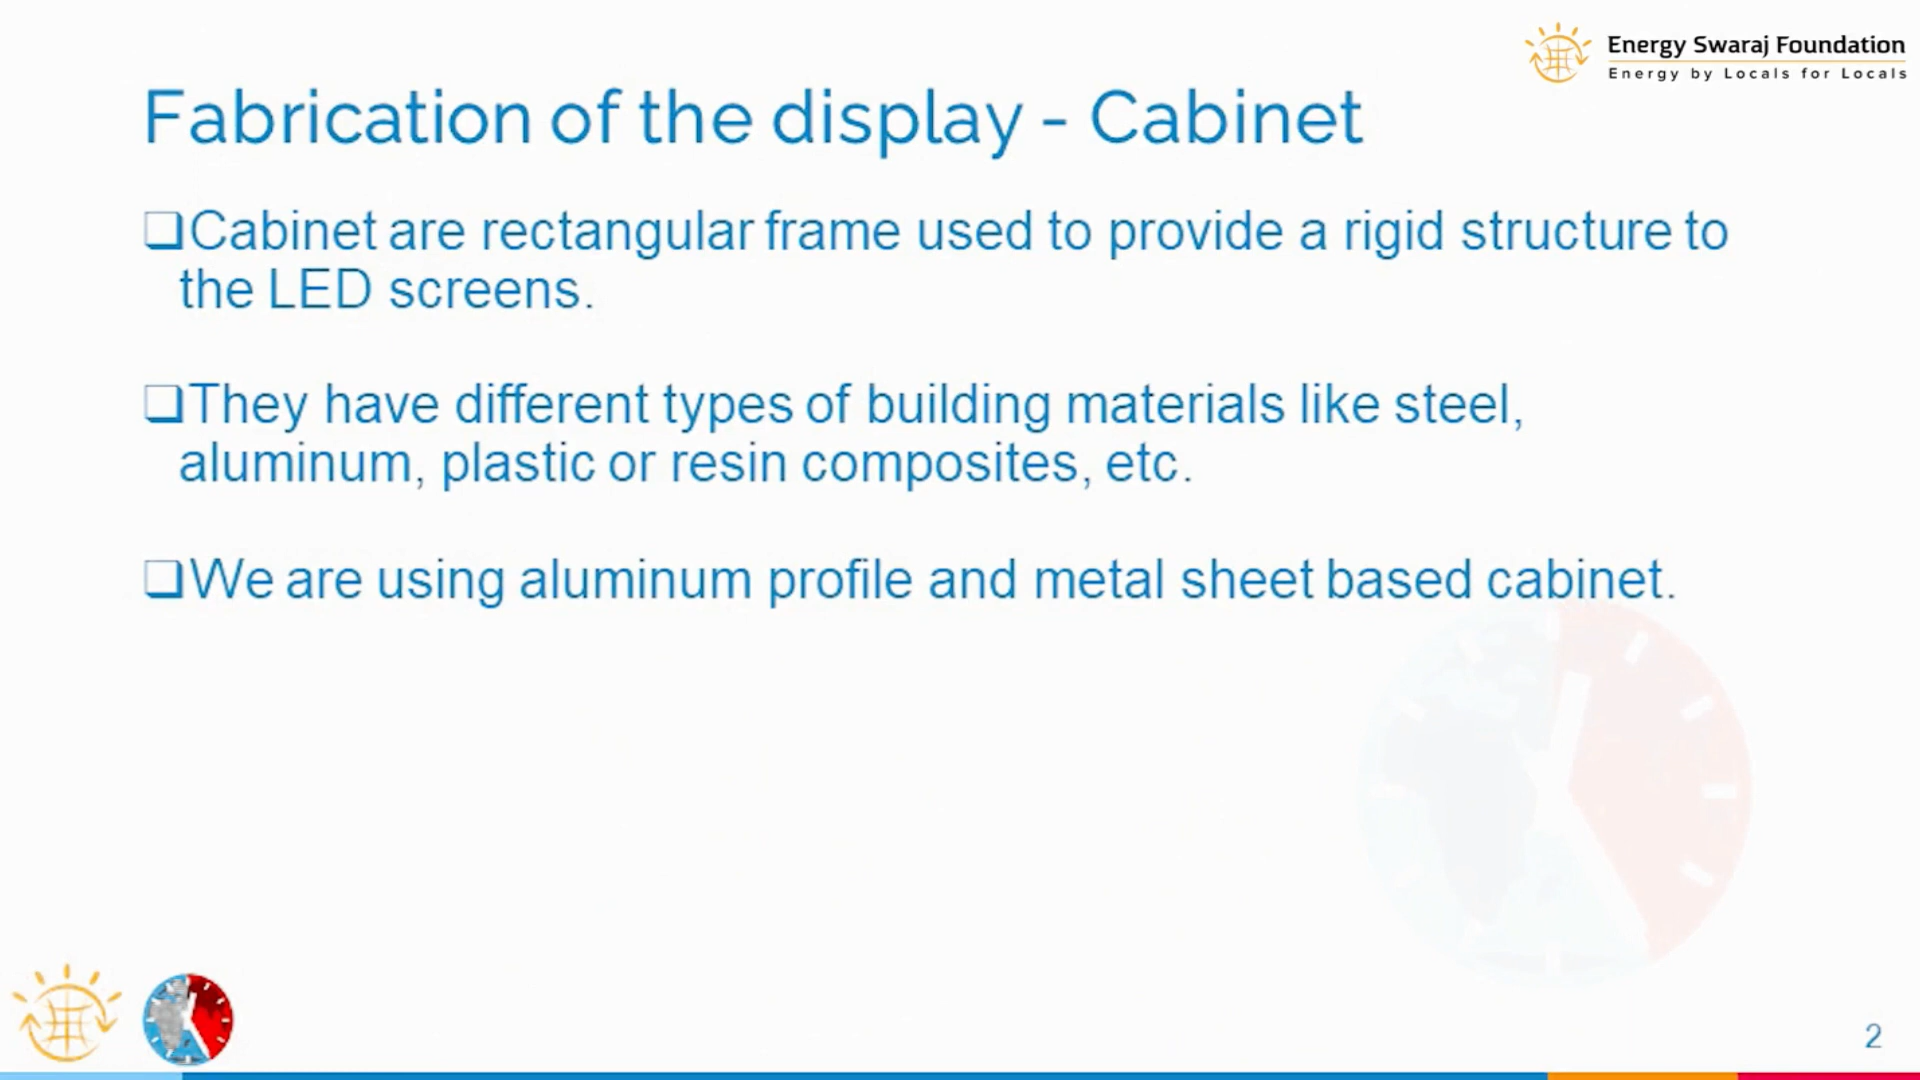 Energy Swaraj Foundation
Energy by Locals for Locals
Fabrication of the display - Cabinet
❑Cabinet are rectangular frame used to provide a rigid structure to
the LED screens.
❑They have different types of building materials like steel,
aluminum, plastic or resin composites, etc.
❑We are using aluminum profile and metal sheet based cabinet.
2